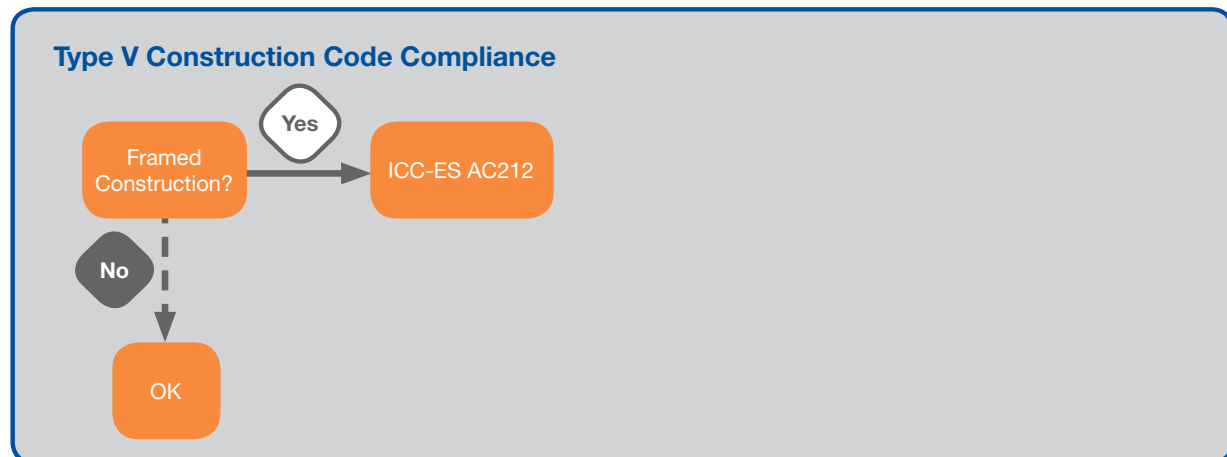 Type V Construction Code Compliance
Yes
Framed
Construction?
ICC-ES AC212
No
OK